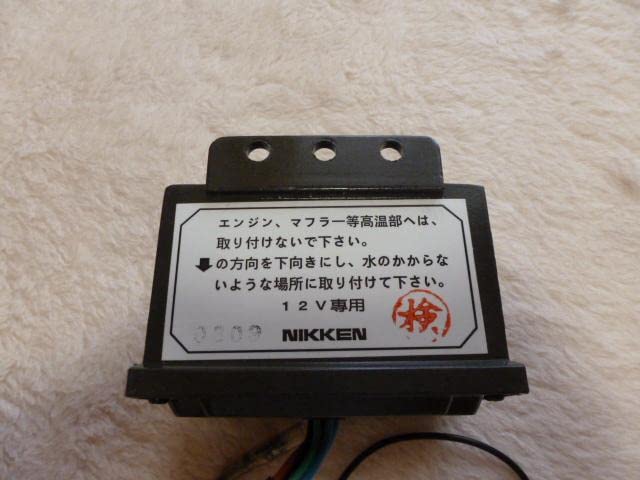 エンジン、マフラー等高温部へは、
取り付けないで下さい。
⬇の方向を下向きにし、水のかからな
いような場所に取り付けて下さい。
12V専用
0309 NIKKEN 検